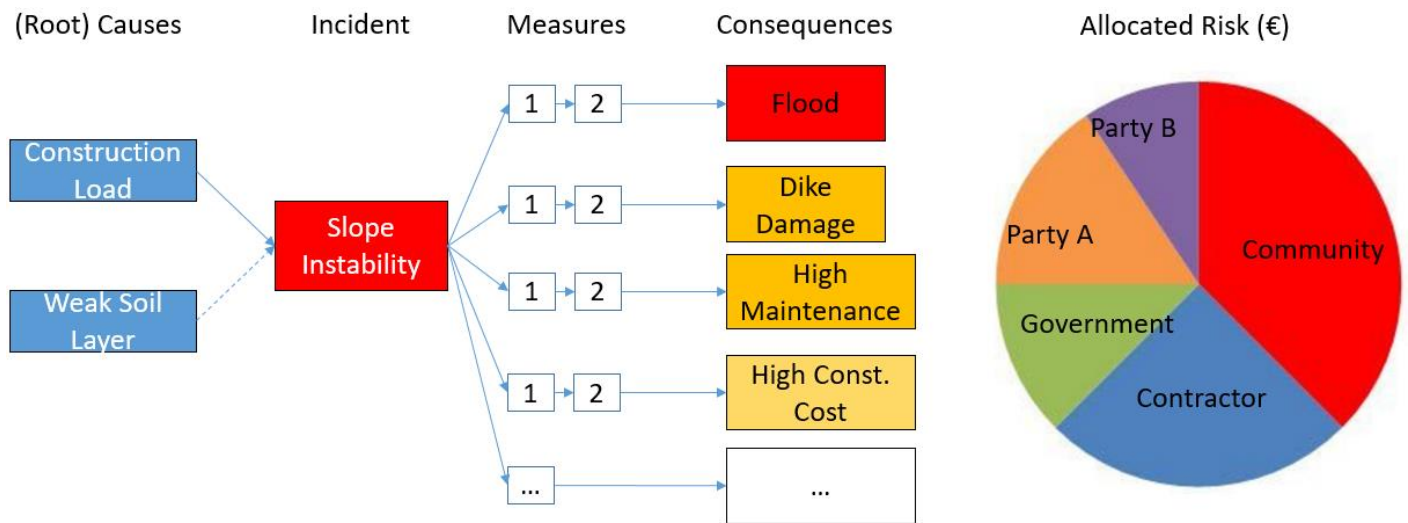 (Root) Causes
Incident
Measures
Consequences
Allocated Risk (€)
Construction
Load
Weak Soil
Layer
Slope
Instability
1
2
Flood
1
2
Dike
Damage
1
2
High
Maintenance
1
2
High Const.
Cost
...
...
Party B
Party A
Community
Government
Contractor